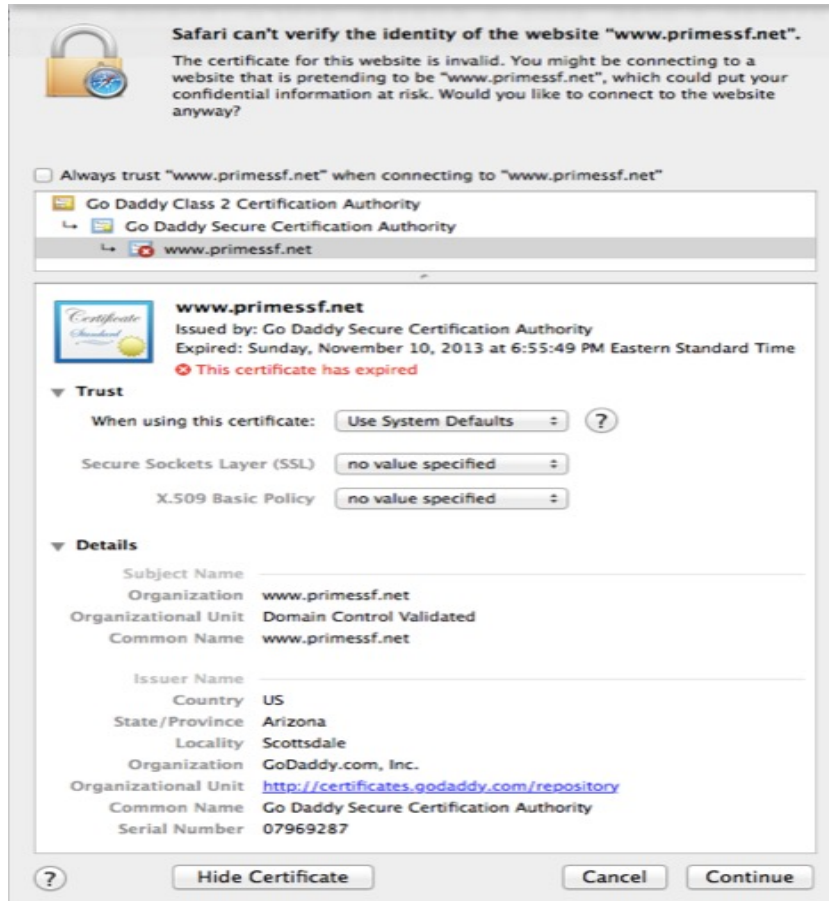 Safari can't verify the identity of the website "www.primessf.net".
The certificate for this website is invalid. You might be connecting to a
website that is pretending to be "www.primessf.net", which could put your
confidential information at risk. Would you like to connect to the website
anyway?
Always trust "www.primessf.net" when connecting to "www.primessf.net"
Go Daddy Class 2 Certification Authority
Go Daddy Secure Certification Authority
www.primessf.net
Certificate
Standard
www.primessf.net
Issued by: Go Daddy Secure Certification Authority
Expired: Sunday, November 10, 2013 at 6:55:49 PM Eastern Standard Time
This certificate has expired
Trust
When using this certificate: Use System Defaults ?
Secure Sockets Layer (SSL) no value specified
X.509 Basic Policy no value specified
Details
Subject Name
Organization www.primessf.net
Organizational Unit Domain Control Validated
Common Name www.primessf.net
Issuer Name
Country US
State/Province Arizona
Locality Scottsdale
Organization GoDaddy.com, Inc.
Organizational Unit http://certificates.godaddy.com/repository
Common Name Go Daddy Secure Certification Authority
Serial Number 07969287
? Hide Certificate Cancel Continue